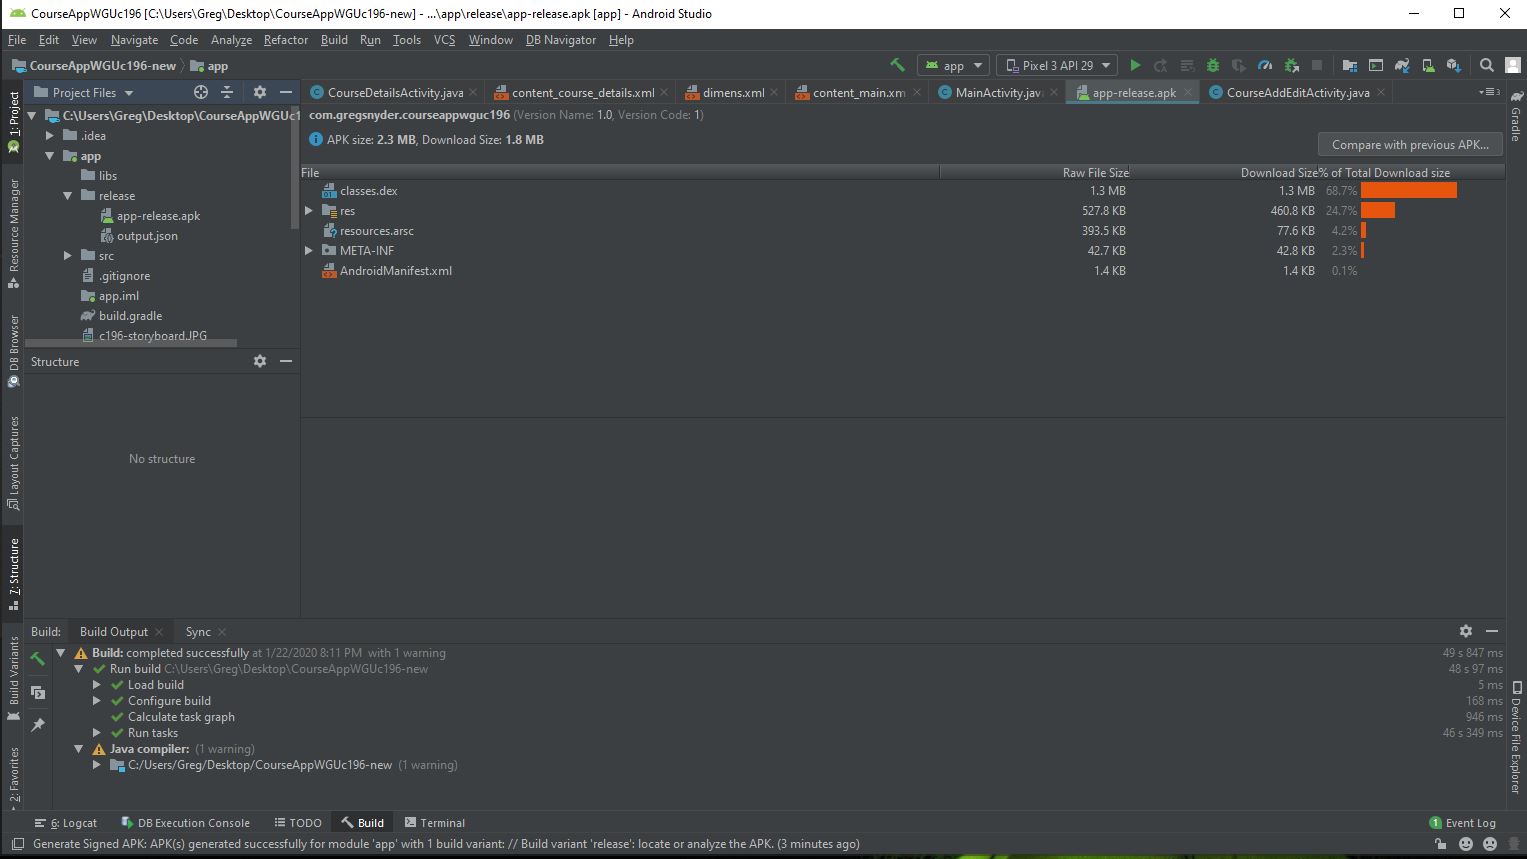 CourseAppWGUc196 [C:\Users\Greg\Desktop\CourseAppWGUc196-new] - ...\app\release\app-release.apk [app] - Android Studio
File Edit View Navigate Code Analyze Refactor Build Run Tools VCS Window DB Navigator Help
CourseAppWGUc196-new app
app Pixel 3 API 29
Project Files
CourseDetailsActivity.java content_course_details.xml dimens.xml content_main.xm MainActivity.java app-release.apk CourseAddEditActivity.java
C:\Users\Greg\Desktop\CourseAppWGUc1
.idea
app
libs
release
app-release.apk
output.json
src
.gitignore
app.iml
build.gradle
c196-storyboard.JPG
Structure
No structure
com.gregsnyder.courseappwguc196 (Version Name: 1.0, Version Code: 1)
APK size: 2.3 MB, Download Size: 1.8 MB
Compare with previous APK...
File Raw File Size Download Size % of Total Download size
classes.dex 1.3 MB 1.3 MB 68.7%
res 527.8 KB 460.8 KB 24.7%
resources.arsc 393.5 KB 77.6 KB 4.2%
META-INF 42.7 KB 42.8 KB 2.3%
AndroidManifest.xml 1.4 KB 1.4 KB 0.1%
1: Project
Resource Manager
DB Browser
Layout Captures
7: Structure
Build Variants
2: Favorites
Gradle
Device File Explorer
Build: Build Output Sync
Build: completed successfully at 1/22/2020 8:11 PM with 1 warning 49 s 847 ms
Run build C:\Users\Greg\Desktop\CourseAppWGUc196-new 48 s 97 ms
Load build 5 ms
Configure build 168 ms
Calculate task graph 946 ms
Run tasks 46 s 349 ms
Java compiler: (1 warning)
C:/Users/Greg/Desktop/CourseAppWGUc196-new (1 warning)
6: Logcat DB Execution Console TODO Build Terminal 1 Event Log
Generate Signed APK: APK(s) generated successfully for module 'app' with 1 build variant: // Build variant 'release': locate or analyze the APK. (3 minutes ago)